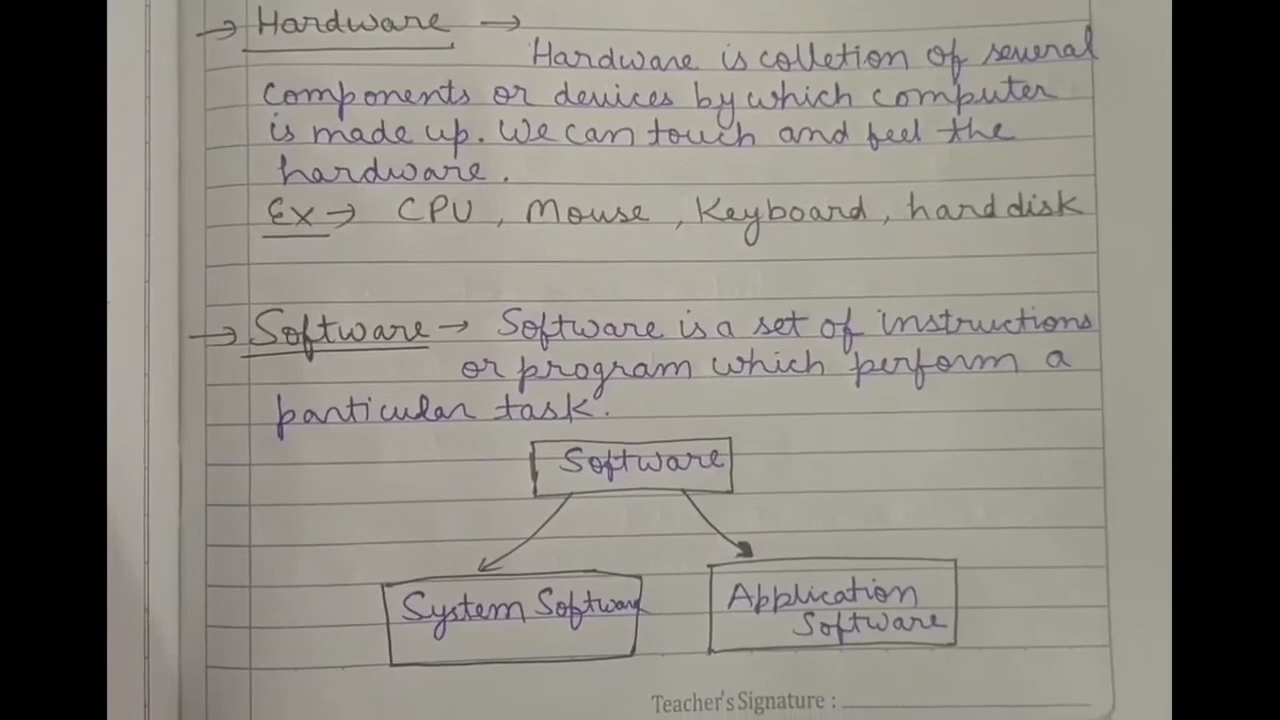 → Hardware →
Hardware is colletion of several
components or devices by which computer
is made up. We can touch and feel the
hardware.
Ex → CPU, Mouse, Keyboard, hard disk
→ Software → Software is a set of instructions
or program which perform a
particular task.
Software
System Software
Application
Software
Teacher's Signature :